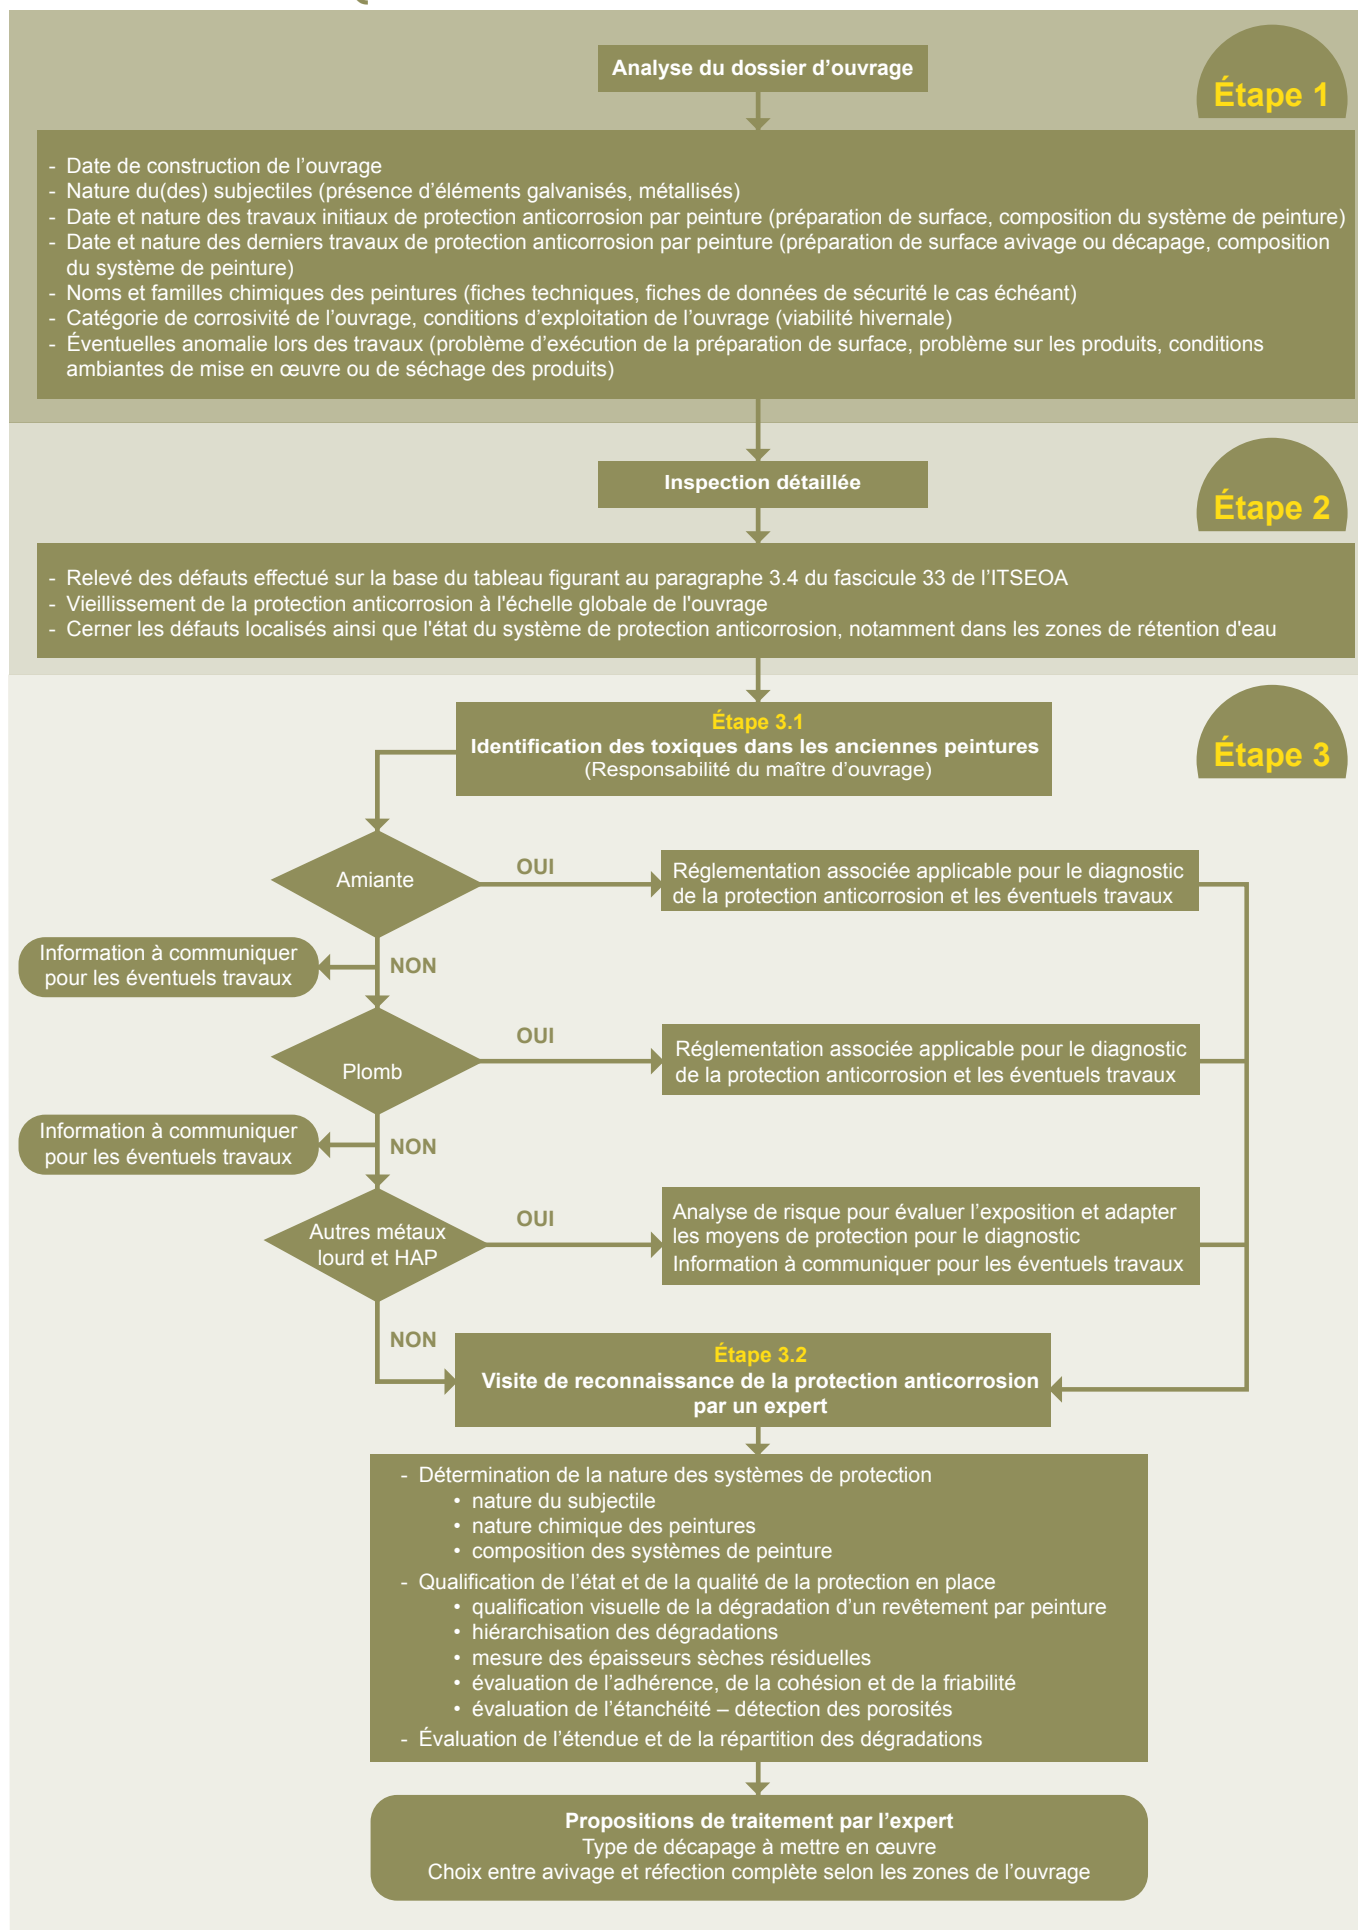 Analyse du dossier d’ouvrage
Étape 1
- Date de construction de l’ouvrage
- Nature du(des) subjectiles (présence d’éléments galvanisés, métallisés)
- Date et nature des travaux initiaux de protection anticorrosion par peinture (préparation de surface, composition du système de peinture)
- Date et nature des derniers travaux de protection anticorrosion par peinture (préparation de surface avivage ou décapage, composition
du système de peinture)
- Noms et familles chimiques des peintures (fiches techniques, fiches de données de sécurité le cas échéant)
- Catégorie de corrosivité de l’ouvrage, conditions d’exploitation de l’ouvrage (viabilité hivernale)
- Éventuelles anomalie lors des travaux (problème d’exécution de la préparation de surface, problème sur les produits, conditions
ambiantes de mise en œuvre ou de séchage des produits)
Inspection détaillée
Étape 2
- Relevé des défauts effectué sur la base du tableau figurant au paragraphe 3.4 du fascicule 33 de l’ITSEOA
- Vieillissement de la protection anticorrosion à l'échelle globale de l'ouvrage
- Cerner les défauts localisés ainsi que l'état du système de protection anticorrosion, notamment dans les zones de rétention d'eau
Étape 3
Étape 3.1
Identification des toxiques dans les anciennes peintures
(Responsabilité du maître d’ouvrage)
Amiante
OUI
Réglementation associée applicable pour le diagnostic
de la protection anticorrosion et les éventuels travaux
Information à communiquer
pour les éventuels travaux
NON
Plomb
OUI
Réglementation associée applicable pour le diagnostic
de la protection anticorrosion et les éventuels travaux
Information à communiquer
pour les éventuels travaux
NON
Autres métaux
lourd et HAP
OUI
Analyse de risque pour évaluer l’exposition et adapter
les moyens de protection pour le diagnostic
Information à communiquer pour les éventuels travaux
NON
Étape 3.2
Visite de reconnaissance de la protection anticorrosion
par un expert
- Détermination de la nature des systèmes de protection
• nature du subjectile
• nature chimique des peintures
• composition des systèmes de peinture
- Qualification de l’état et de la qualité de la protection en place
• qualification visuelle de la dégradation d’un revêtement par peinture
• hiérarchisation des dégradations
• mesure des épaisseurs sèches résiduelles
• évaluation de l’adhérence, de la cohésion et de la friabilité
• évaluation de l’étanchéité – détection des porosités
- Évaluation de l’étendue et de la répartition des dégradations
Propositions de traitement par l’expert
Type de décapage à mettre en œuvre
Choix entre avivage et réfection complète selon les zones de l’ouvrage